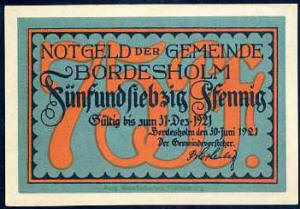 NOTGELD DER GEMEINDE
BORDESHOLM
Fünfundsiebzig Pfennig
Gültig bis zum 31·Dez·1921
Bordesholm den 30·Juni 1921
Der Gemeindevorsteher
75 Pf.